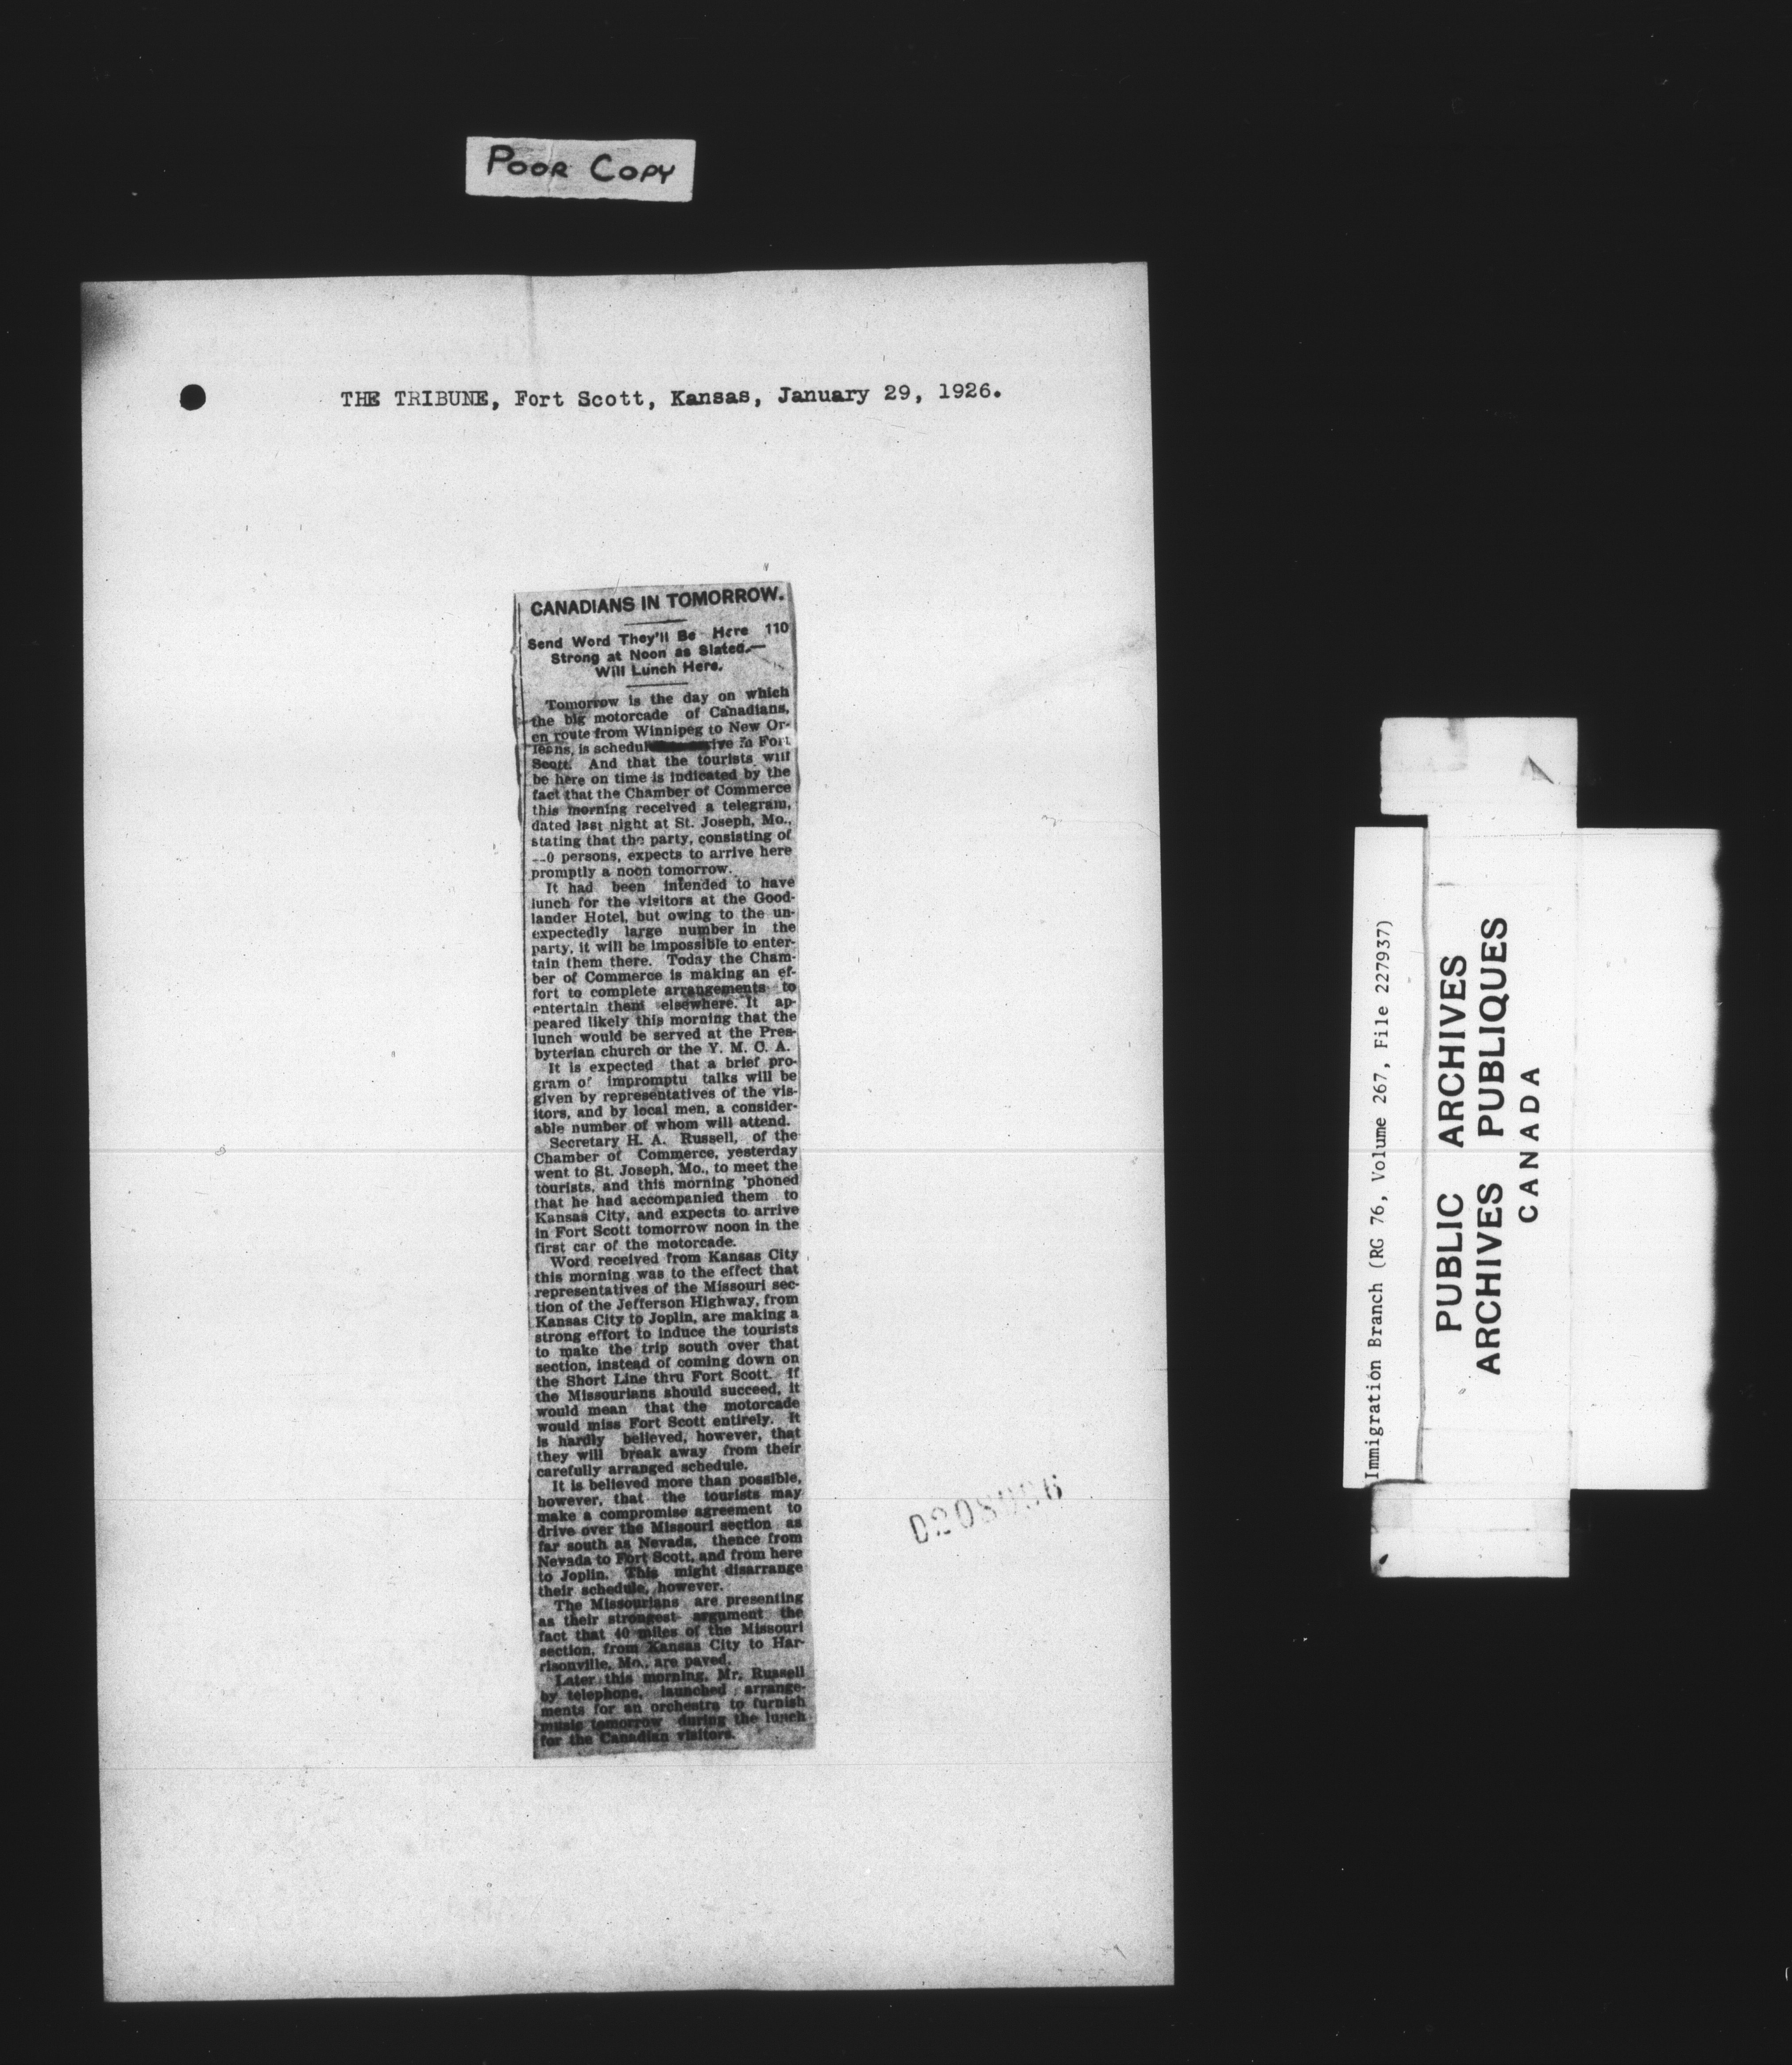 POOR COPY
THE TRIBUNE, Fort Scott, Kansas, January 29, 1926.
CANADIANS IN TOMORROW.
Send Word They'll Be Here 110
Strong at Noon as Slated.—
Will Lunch Here.
Tomorrow is the day on which
the big motorcade of Canadians,
en route from Winnipeg to New Or-
leans, is in Fort
Scott. And that the tourists will
be here on time is indicated by the
fact that the Chamber of Commerce
this morning received a telegram,
dated last night at St. Joseph, Mo.,
stating that the party, consisting of
persons, expects to arrive here
promptly a noon tomorrow.
It had been intended to have
lunch for the visitors at the Good-
lander Hotel, but owing to the un-
expectedly large number in the
party, it will be impossible to enter-
tain them there. Today the Cham-
ber of Commerce is making an ef-
fort to complete arrangements to
entertain them elsewhere. It ap-
peared likely this morning that the
lunch would be served at the Pres-
byterian church or the Y. M. C. A.
It is expected that a brief pro-
gram of impromptu talks will be
given by representatives of the vis-
itors, and by local men, a consider-
able number of whom will attend.
Secretary H. A. Russell, of the
Chamber of Commerce, yesterday
went to St. Joseph, Mo., to meet the
tourists, and this morning 'phoned
that he had accompanied them to
Kansas City, and expects to arrive
in Fort Scott tomorrow noon in the
first car of the motorcade.
Word received from Kansas City
this morning was to the effect that
representatives of the Missouri sec-
tion of the Jefferson Highway, from
Kansas City to Joplin, are making a
strong effort to induce the tourists
to make the trip south over that
section, instead of coming down on
the Short Line thru Fort Scott. If
the Missourians should succeed, it
would mean that the motorcade
would miss Fort Scott entirely. It
is hardly believed, however, that
they will break away from their
carefully arranged schedule.
It is believed more than possible,
however, that the tourists may
make a compromise agreement to
drive over the Missouri section as
far south as Nevada, thence from
Nevada to Fort Scott, and from here
to Joplin. This might disarrange
their schedule, however.
The Missourians are presenting
as their strongest argument the
fact that 40 miles of the Missouri
section, from Kansas City to Har-
risonville, Mo., are paved.
Later this morning, Mr. Russell
by telephone, launched arrange-
ments for an orchestra to furnish
music tomorrow during the lunch
for the Canadian visitors.
Immigration Branch (RG 76, Volume 267, File 227937)
PUBLIC ARCHIVES
ARCHIVES PUBLIQUES
CANADA